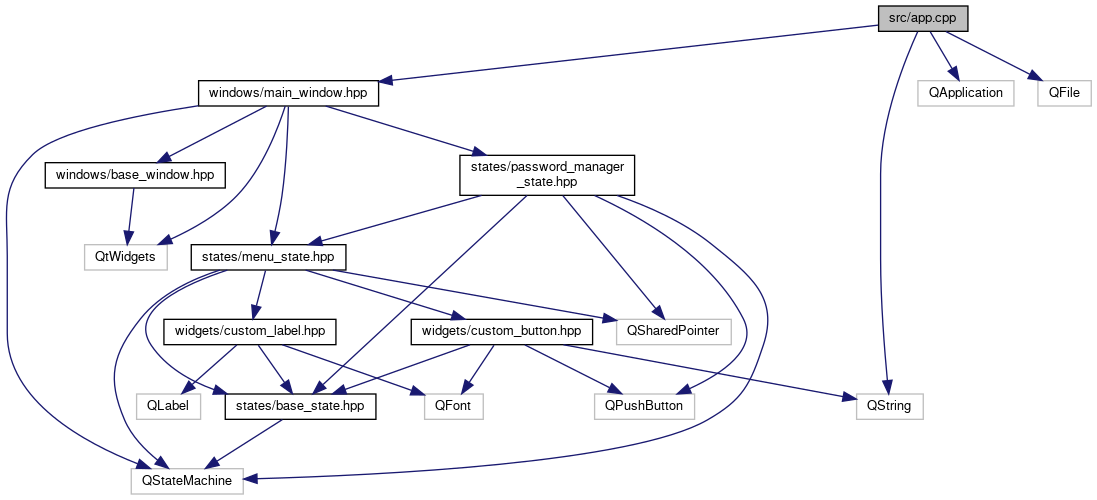 src/app.cpp
windows/main_window.hpp
QApplication
QFile
windows/base_window.hpp
states/password_manager
_state.hpp
QtWidgets
states/menu_state.hpp
widgets/custom_label.hpp
widgets/custom_button.hpp
QSharedPointer
QLabel
states/base_state.hpp
QFont
QPushButton
QString
QStateMachine